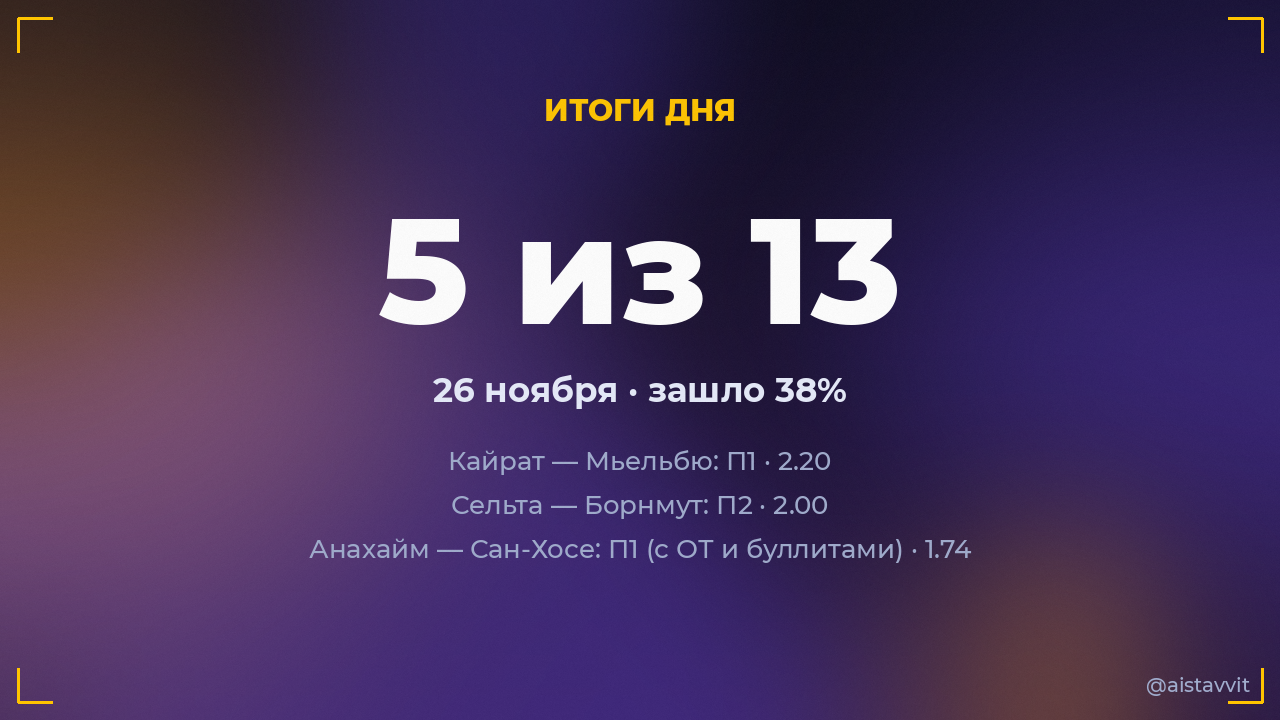 ИТОГИ ДНЯ
5 из 13
26 ноября · зашло 38%
Кайрат — Мьельбю: П1 · 2.20
Сельта — Борнмут: П2 · 2.00
Анахайм — Сан-Хосе: П1 (с ОТ и буллитами) · 1.74
@aistavvit